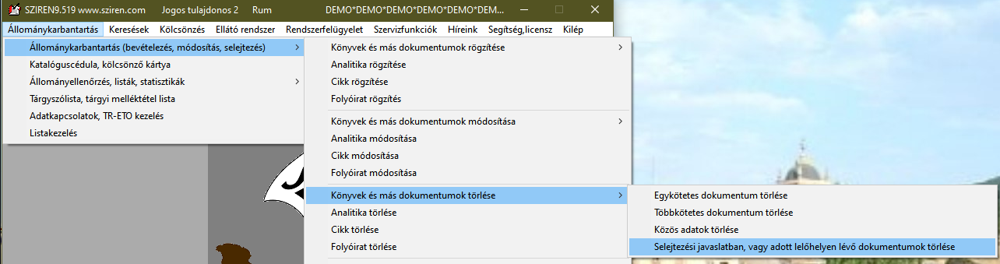 SZIREN9.519 www.sziren.com Jogos tulajdonos 2 Rum DEMO*DEMO*DEMO*DEMO*DEMO*DEM...
Állománykarbantartás Keresések Kölcsönzés Ellátó rendszer Rendszerfelügyelet Szervizfunkciók Híreink Segítség,licensz Kilép
Állománykarbantartás (bevételezés, módosítás, selejtezés)
Katalóguscédula, kölcsönző kártya
Állományellenőrzés, listák, statisztikák
Tárgyszólista, tárgyi melléktétel lista
Adatkapcsolatok, TR-ETO kezelés
Listakezelés
Könyvek és más dokumentumok rögzítése
Analitika rögzítése
Cikk rögzítése
Folyóirat rögzítés
Könyvek és más dokumentumok módosítása
Analitika módosítása
Cikk módosítása
Folyóirat módosítása
Könyvek és más dokumentumok törlése
Analitika törlése
Cikk törlése
Folyóirat törlése
Egykötetes dokumentum törlése
Többkötetes dokumentum törlése
Közös adatok törlése
Selejtezési javaslatban, vagy adott lelőhelyen lévő dokumentumok törlése